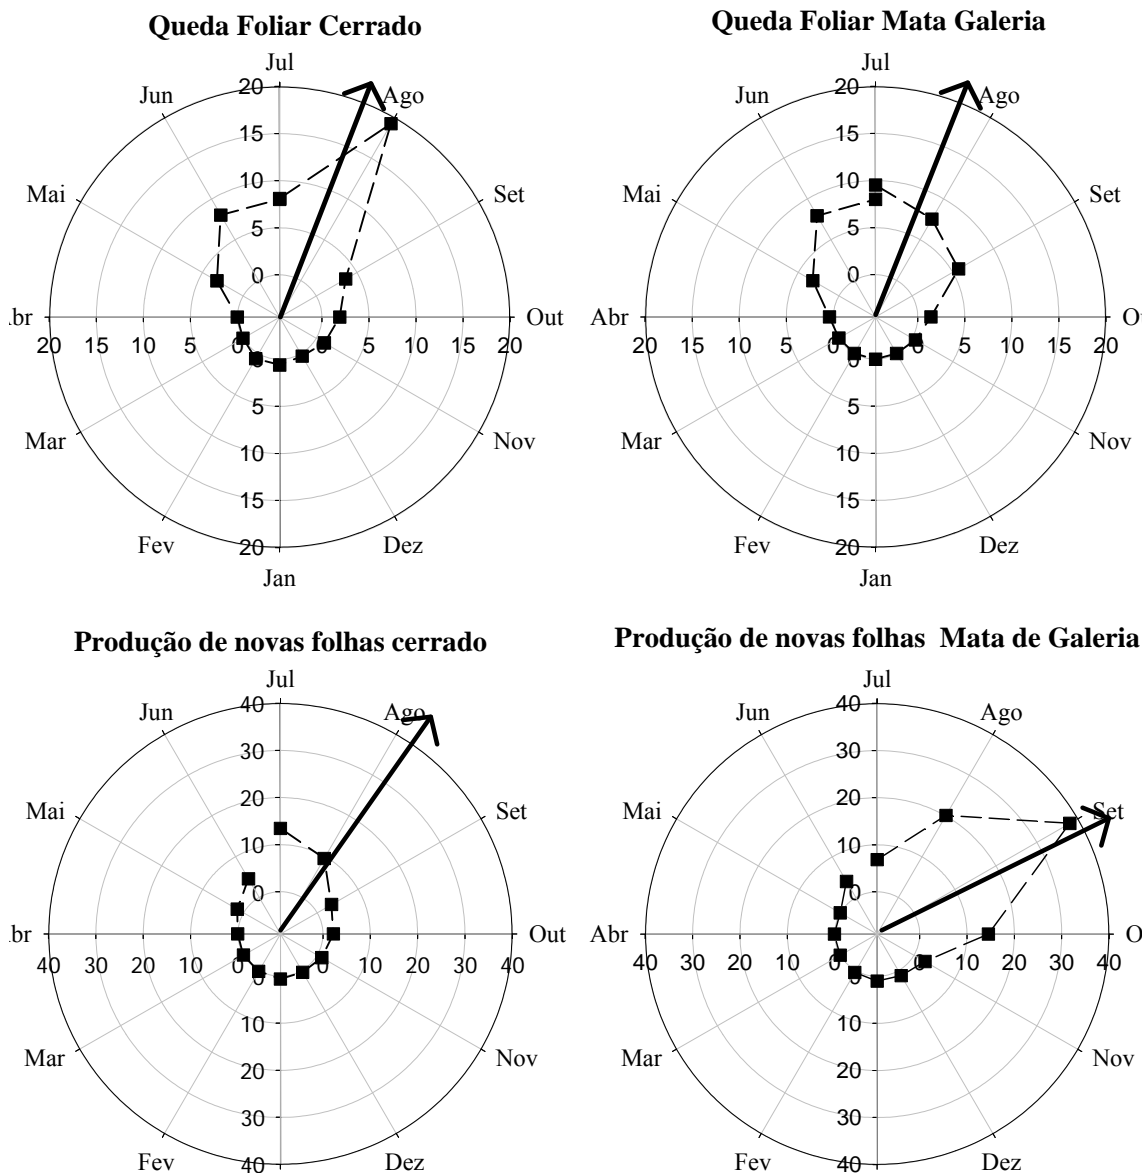 Queda Foliar Cerrado
Jul
Jun
20
Ago
15
Mai
10
Set
5
0
br
Out
20 15 10 5 0 0 5 10 15 20
0
5
Mar
10
Nov
15
Fev
20
Dez
Jan
Queda Foliar Mata Galeria
Jul
Jun
20
Ago
15
Mai
10
Set
5
0
Abr
O
20 15 10 5 0 0 5 10 15 20
0
5
Mar
10
Nov
15
Fev
20
Dez
Jan
Produção de novas folhas cerrado
Jul
Jun
40
Ago
30
Mai
20
Set
10
0
br
Out
40 30 20 10 0 0 10 20 30 40
0
10
Mar
20
Nov
30
Fev
40
Dez
Produção de novas folhas Mata de Galeria
Jul
Jun
40
Ago
30
Mai
20
Set
10
0
Abr
O
40 30 20 10 0 0 10 20 30 40
0
10
Mar
20
Nov
30
Fev
40
Dez